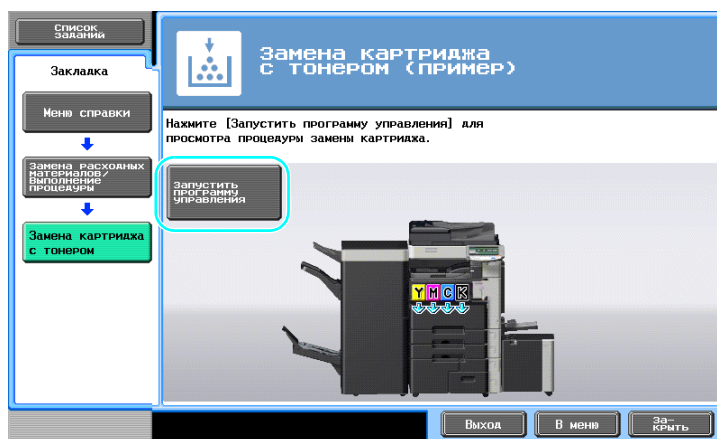 Список
заданий
Закладка
Меню справки
Замена расходных
материалов/
Выполнение
процедуры
Замена картриджа
с тонером
Замена картриджа
с тонером (пример)
Нажмите [Запустить программу управления] для
просмотра процедуры замены картриджа.
Запустить
программу
управления
Y M C K
Выход
В меню
За-
крыть